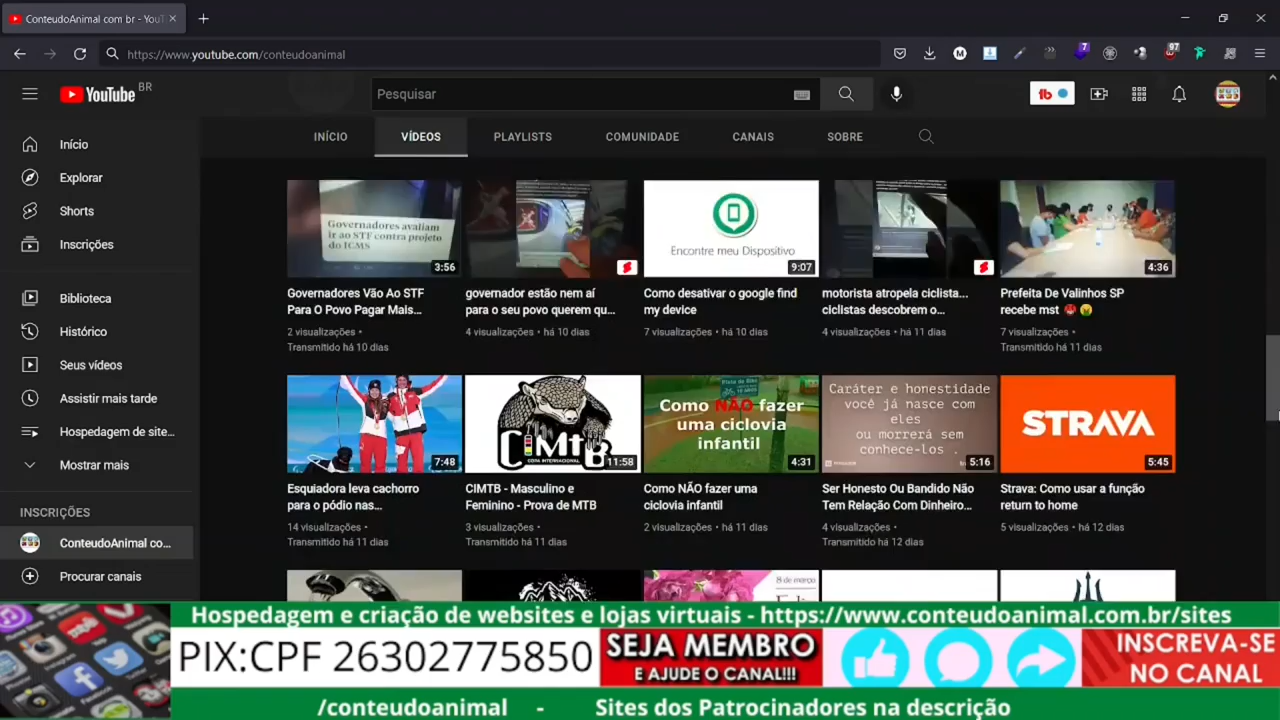 ConteudoAnimal com br - YouT
https://www.youtube.com/conteudoanimal
7
97
YouTube BR
Pesquisar
INÍCIO
VÍDEOS
PLAYLISTS
COMUNIDADE
CANAIS
SOBRE
Início
Explorar
Shorts
Inscrições
Biblioteca
Histórico
Seus vídeos
Assistir mais tarde
Hospedagem de site...
Mostrar mais
INSCRIÇÕES
ConteudoAnimal co...
Procurar canais
Governadores avaliam
ir ao STF contra projeto
do ICMS
3:56
Governadores Vão Ao STF
Para O Povo Pagar Mais...
2 visualizações •
Transmitido há 10 dias
governador estão nem aí
para o seu povo querem qu...
4 visualizações • há 10 dias
Encontre meu Dispositivo
9:07
Como desativar o google find
my device
7 visualizações • há 10 dias
motorista atropela ciclista...
ciclistas descobrem o...
4 visualizações • há 11 dias
4:36
Prefeita De Valinhos SP
recebe mst 😡 🤑
7 visualizações •
Transmitido há 11 dias
7:48
Esquiadora leva cachorro
para o pódio nas...
14 visualizações •
Transmitido há 11 dias
CIMTB
COPA INTERNACIONAL
11:58
CIMTB - Masculino e
Feminino - Prova de MTB
3 visualizações •
Transmitido há 11 dias
Como NÃO fazer
uma ciclovia
infantil
4:31
Como NÃO fazer uma
ciclovia infantil
2 visualizações • há 11 dias
Caráter e honestidade
você já nasce com
eles
ou morrerá sem
conhece-los .
5:16
Ser Honesto Ou Bandido Não
Tem Relação Com Dinheiro...
4 visualizações •
Transmitido há 12 dias
STRAVA
5:45
Strava: Como usar a função
return to home
5 visualizações • há 12 dias
8 de março
Hospedagem e criação de websites e lojas virtuais - https://www.conteudoanimal.com.br/sites
PIX:CPF 26302775850
SEJA MEMBRO
E AJUDE O CANAL!!!
INSCREVA-SE
NO CANAL
/conteudoanimal - Sites dos Patrocinadores na descrição